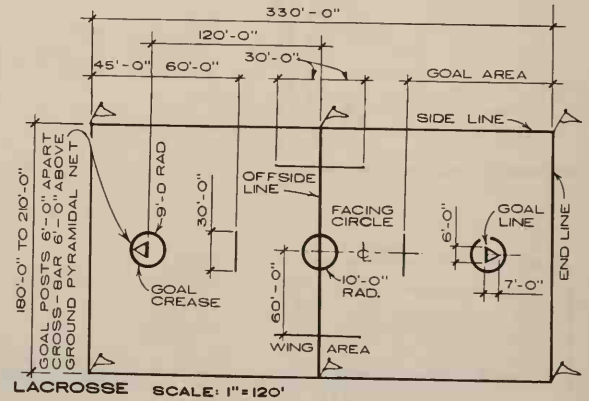 330'-0"
120'-0"
45'-0" 60'-0" 30'-0"
GOAL AREA
SIDE LINE
180'-0" TO 210'-0"
GOAL POSTS 6'-0" APART
CROSS-BAR 6'-0" ABOVE
GROUND PYRAMIDAL NET
9'-0 RAD
30'-0"
OFFSIDE
LINE
FACING
CIRCLE
℄
6'-0"
GOAL
LINE
END LINE
GOAL
CREASE
60'-0"
10'-0"
RAD.
7'-0"
WING AREA
LACROSSE SCALE: 1"=120'